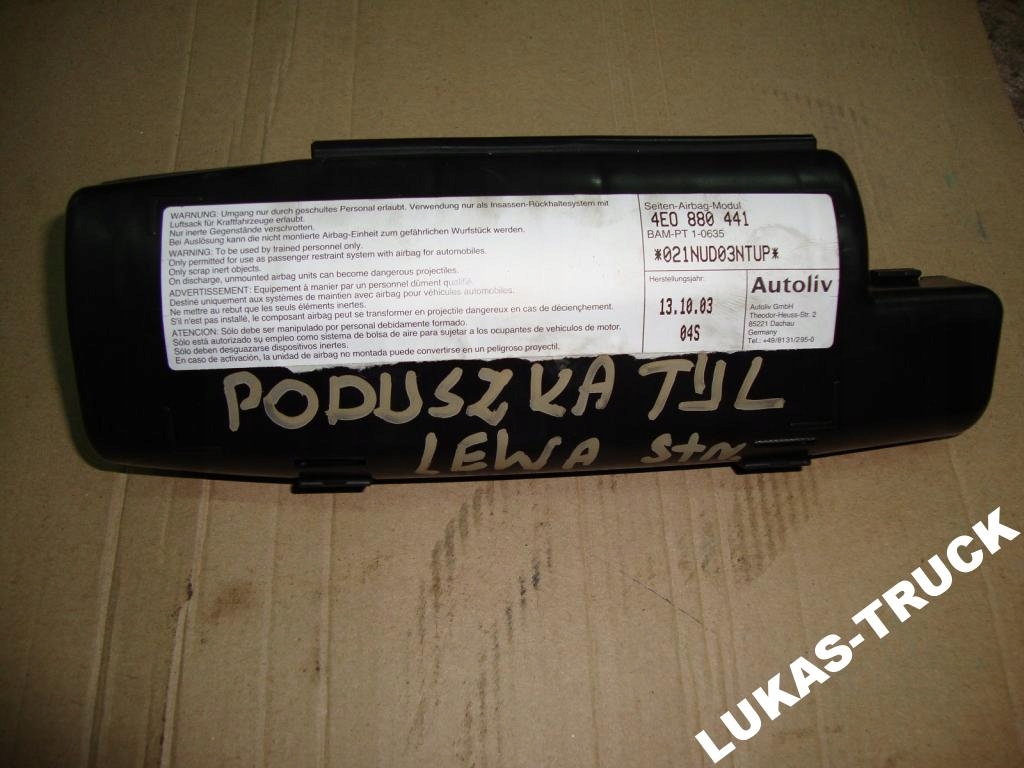 WARNUNG: Umgang nur durch geschultes Personal erlaubt. Verwendung nur als Insassen-Rückhaltesystem mit
Luftsack für Kraftfahrzeuge erlaubt.
Nur inerte Gegenstände verschrotten.
Bei Auslösung kann die nicht montierte Airbag-Einheit zum gefährlichen Wurfstück werden.
WARNING: To be used by trained personnel only.
Only permitted for use as passenger restraint system with airbag for automobiles.
Only scrap inert objects.
On discharge, unmounted airbag units can become dangerous projectiles.
ADVERTISSEMENT: Equipement à manier par un personnel dûment qualifié.
Destiné uniquement aux systèmes de maintien avec airbag pour véhicules automobiles.
Ne mettre au rebut que les seuls éléments inertes.
S'il n'est pas installé, le composant airbag peut se transformer en projectile dangereux en cas de déclenchement.
ATENCION: Sólo debe ser manipulado por personal debidamente formado.
Sólo está autorizado su empleo como sistema de bolsa de aire para sujetar a los ocupantes de vehiculos de motor.
Sólo deben desguazarse dispositivos inertes.
En caso de activación, la unidad de airbag no montada puede convertirse en un peligroso proyectil.
Seiten-Airbag-Modul
4E0 880 441
BAM-PT 1-0635
*021NUD03NTUP*
Herstellungsjahr:
13.10.03
04S
Autoliv
Autoliv GmbH
Theodor-Heuss-Str. 2
85221 Dachau
Germany
Tel.: +49/8131/295-0
PODUSZKA TYL
LEWA Str.
LUKAS-TRUCK